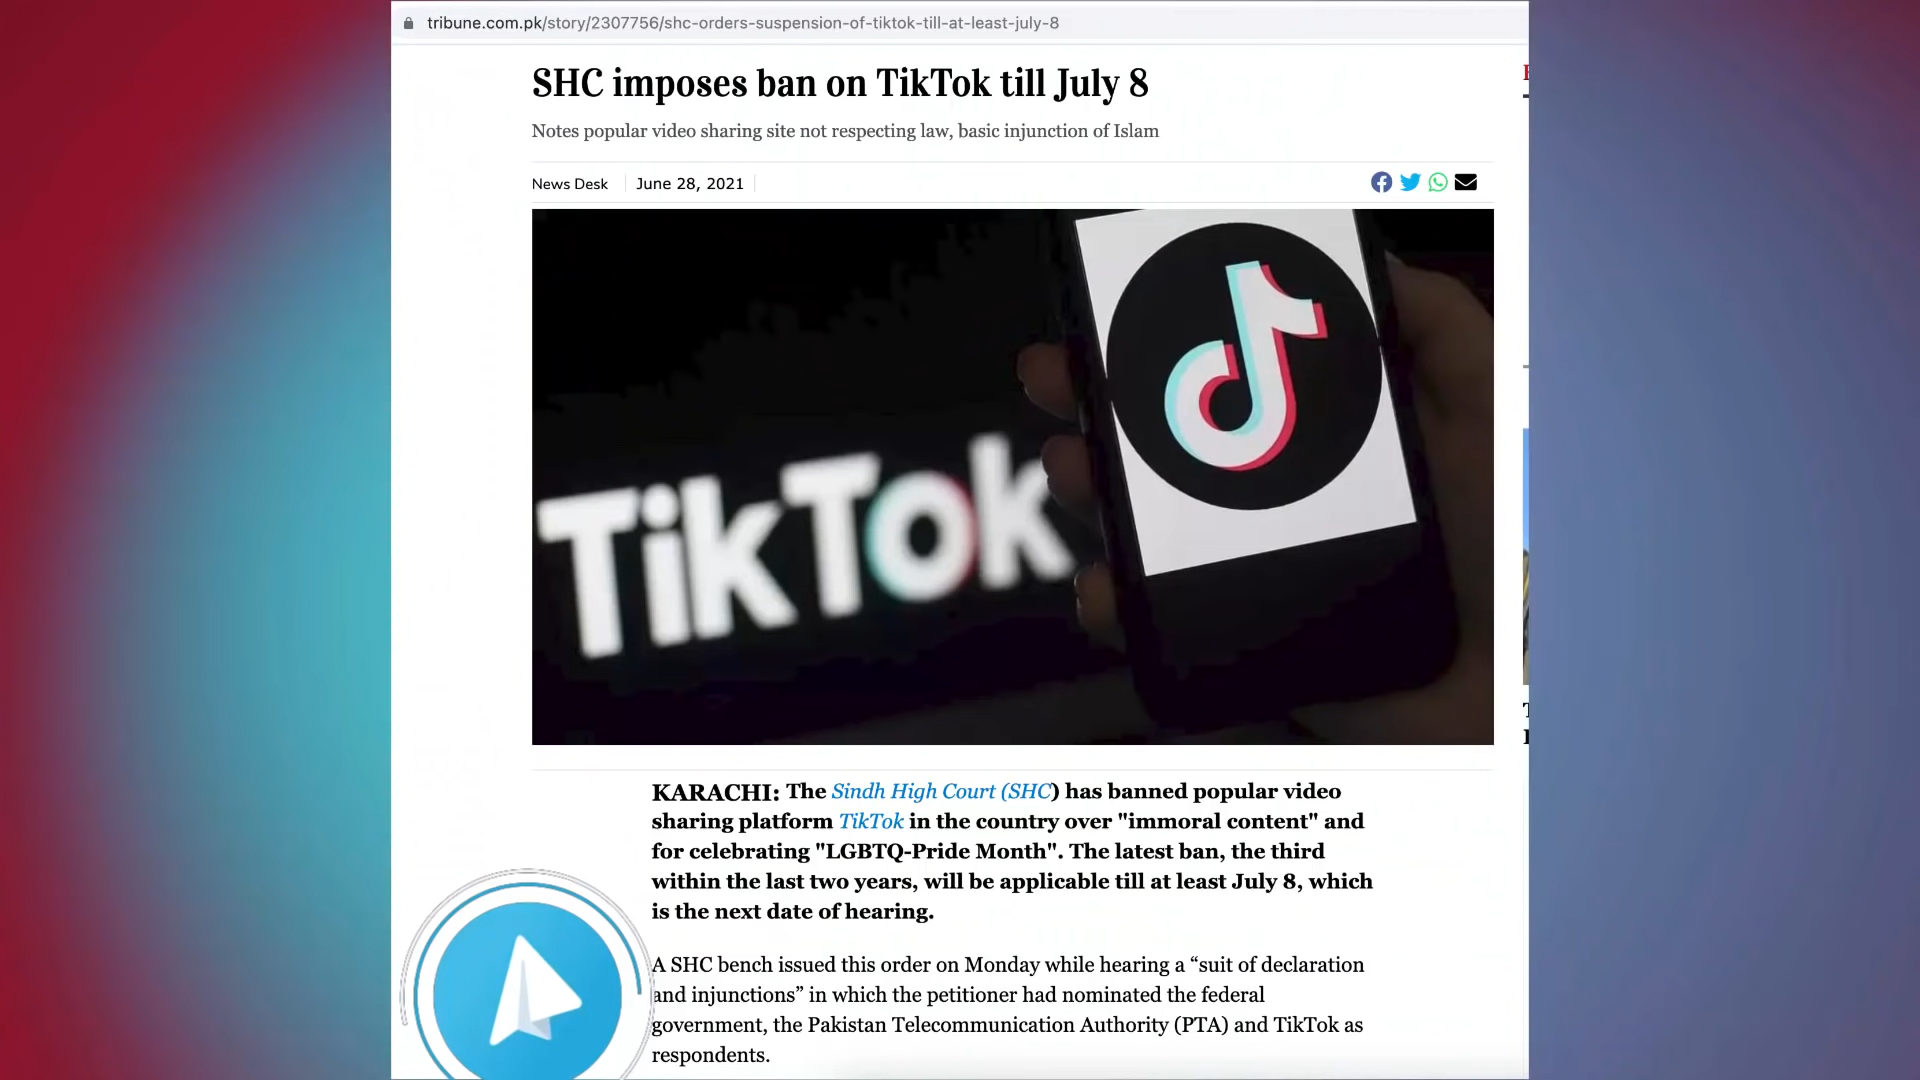 tribune.com.pk/story/2307756/shc-orders-suspension-of-tiktok-till-at-least-july-8
SHC imposes ban on TikTok till July 8
Notes popular video sharing site not respecting law, basic injunction of Islam
News Desk
June 28, 2021
TikTok
KARACHI: The Sindh High Court (SHC) has banned popular video
sharing platform TikTok in the country over "immoral content" and
for celebrating "LGBTQ-Pride Month". The latest ban, the third
within the last two years, will be applicable till at least July 8, which
is the next date of hearing.
A SHC bench issued this order on Monday while hearing a “suit of declaration
and injunctions” in which the petitioner had nominated the federal
government, the Pakistan Telecommunication Authority (PTA) and TikTok as
respondents.